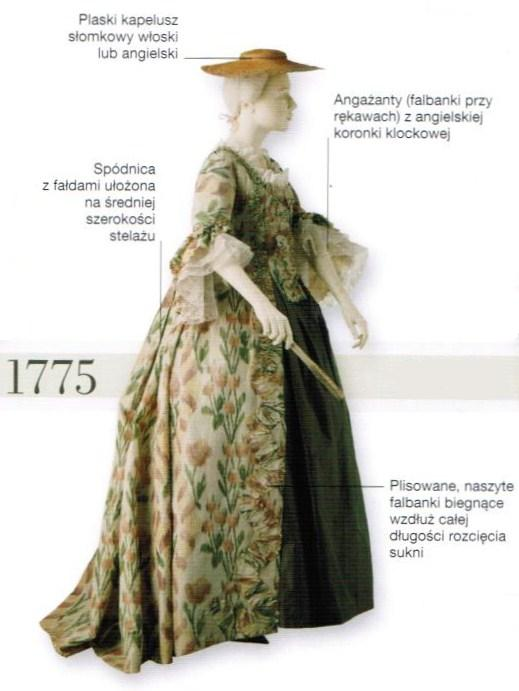 Plaski kapelusz
słomkowy włoski
lub angielski
Angażanty (falbanki przy
rękawach) z angielskiej
koronki klockowej
Spódnica
z fałdami ułożona
na średniej
szerokości
stelażu
1775
Plisowane, naszyte
falbanki biegnące
wzdłuż całej
długości rozcięcia
sukni